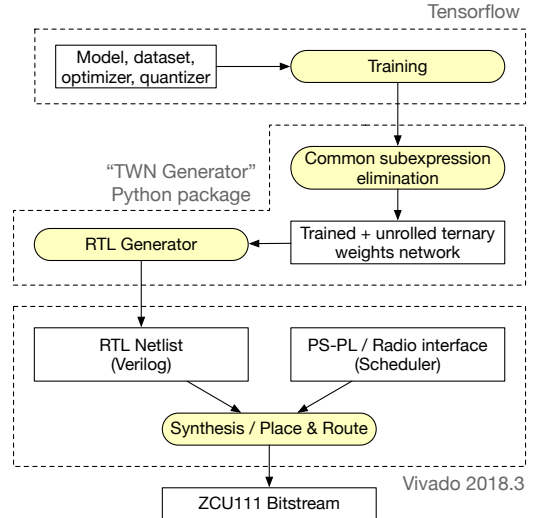 Tensorflow
Model, dataset,
optimizer, quantizer
Training
“TWN Generator”
Python package
Common subexpression
elimination
RTL Generator
Trained + unrolled ternary
weights network
RTL Netlist
(Verilog)
PS-PL / Radio interface
(Scheduler)
Synthesis / Place & Route
Vivado 2018.3
ZCU111 Bitstream